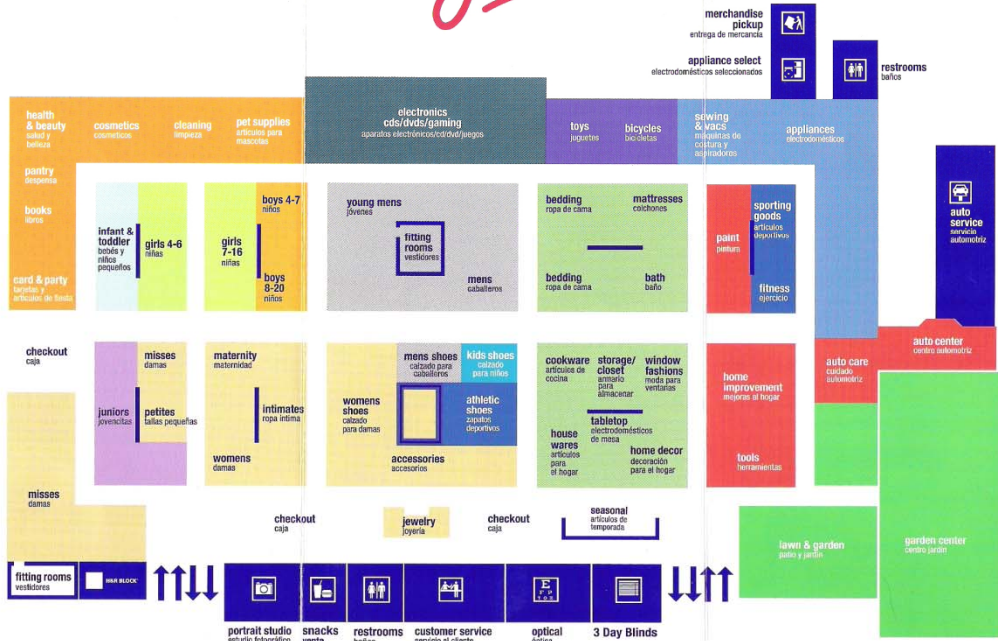 merchandise
pickup
entrega de mercancía
appliance select
electrodomésticos seleccionados
restrooms
baños
health
& beauty
salud y
belleza
cosmetics
cosmeticos
cleaning
limpieza
pet supplies
artículos para
mascotas
electronics
cds/dvds/gaming
aparatos electrónicos/cd/dvd/juegos
toys
juguetes
bicycles
bicicletas
sewing
& vacs
máquinas de
costura y
aspiradores
appliances
electrodomésticos
pantry
despensa
books
libros
card & party
tarjetas y
artículos de fiesta
infant &
toddler
bebés y
niños
pequeños
girls 4-6
niñas
girls
7-16
niñas
boys 4-7
niños
boys
8-20
niños
young mens
jóvenes
fitting
rooms
vestidores
mens
caballeros
bedding
ropa de cama
mattresses
colchones
bedding
ropa de cama
bath
baño
paint
pintura
sporting
goods
artículos
deportivos
fitness
ejercicio
auto
service
servicio
automotriz
auto center
centro automotriz
auto care
cuidado
automotriz
checkout
caja
juniors
jovencitas
misses
damas
petites
tallas pequeñas
maternity
maternidad
intimates
ropa intima
womens
damas
womens
shoes
calzado
para damas
mens shoes
calzado para
caballeros
kids shoes
calzado
para niños
athletic
shoes
zapatos
deportivos
accessories
accesorios
cookware
artículos de
cocina
storage/
closet
armario
para
almacenar
window
fashions
moda para
ventanas
tabletop
electrodomésticos
de mesa
house
wares
artículos
para
el hogar
home decor
decoración
para el hogar
home
improvement
mejoras al hogar
tools
herramientas
misses
damas
checkout
caja
jewelry
joyería
checkout
caja
seasonal
artículos de
temporada
lawn & garden
patio y jardín
garden center
centro jardín
fitting rooms
vestidores
H&R BLOCK
E
F P
T O Z
portrait studio
estudio fotográfico
snacks
venta
restrooms
baños
customer service
servicio al cliente
optical
óptica
3 Day Blinds